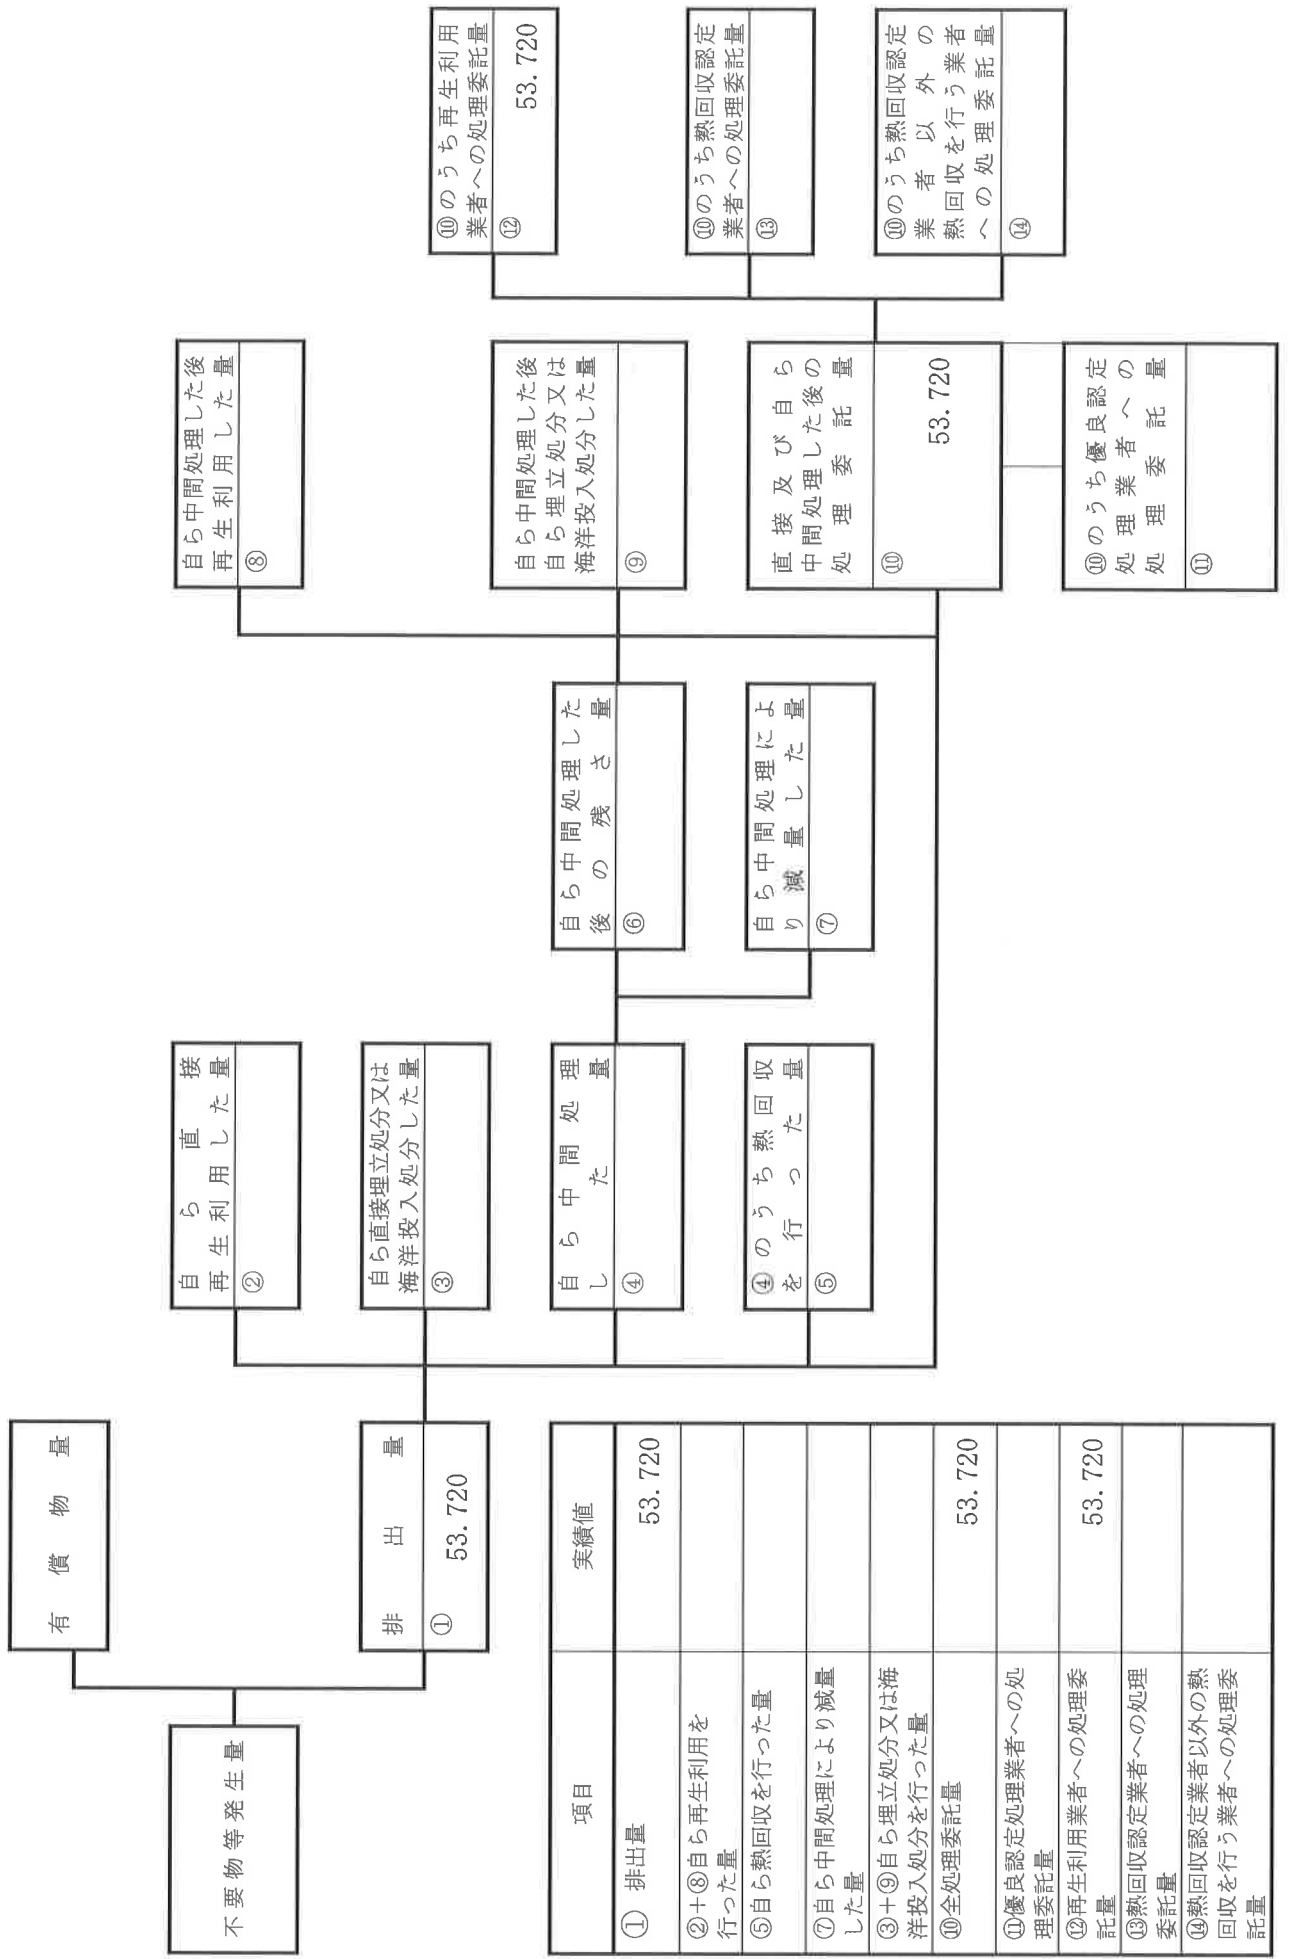 不要物等発生量
有償物量
排出量
① 53.720
自ら直接
再生利用した量
②
自ら直接埋立処分又は
海洋投入処分した量
③
自ら中間処理
した量
④
④のうち熱回収
を行った量
⑤
自ら中間処理した
後の残さ量
⑥
自ら中間処理によ
り減量した量
⑦
自ら中間処理した後
再生利用した量
⑧
自ら中間処理した後
自ら埋立処分又は
海洋投入処分した量
⑨
直接及び自ら
中間処理した後の
処理委託量
⑩ 53.720
⑩のうち優良認定
処理業者への
処理委託量
⑪
⑩のうち再生利用
業者への処理委託量
⑫ 53.720
⑩のうち熱回収認定
業者への処理委託量
⑬
⑩のうち熱回収認定
業者以外の
熱回収を行う業者
への処理委託量
⑭
項目 実績値
① 排出量 53.720
②+⑧自ら再生利用を
行った量
⑤自ら熱回収を行った量
⑦自ら中間処理により減量
した量
③+⑨自ら埋立処分又は海
洋投入処分を行った量
⑩全処理委託量 53.720
⑪優良認定処理業者への処
理委託量
⑫再生利用業者への処理委
託量 53.720
⑬熱回収認定業者への処理
委託量
⑭熱回収認定業者以外の熱
回収を行う業者への処理委
託量